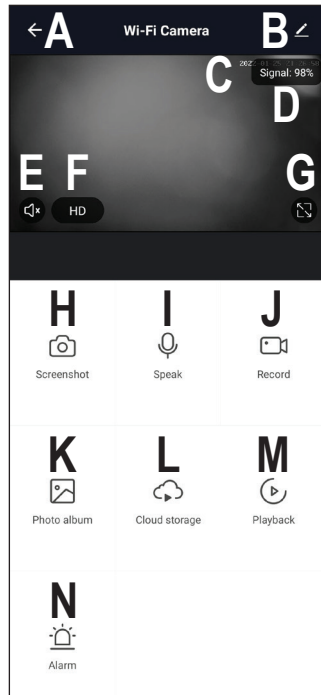 A Wi-Fi Camera B
C
Signal: 98%
D
E F G
HD
H I J
Screenshot Speak Record
K L M
Photo album Cloud storage Playback
N
Alarm